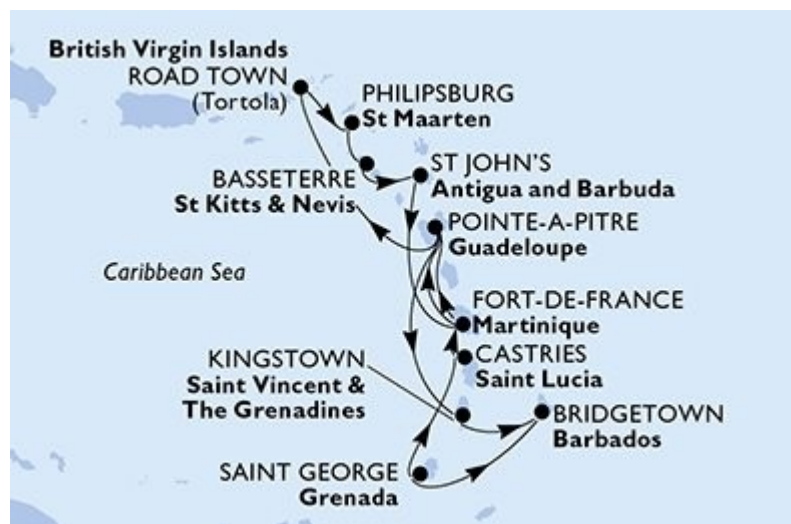 British Virgin Islands
ROAD TOWN
(Tortola)
PHILIPSBURG
St Maarten
ST JOHN'S
Antigua and Barbuda
BASSETERRE
St Kitts & Nevis
POINTE-A-PITRE
Guadeloupe
Caribbean Sea
FORT-DE-FRANCE
Martinique
CASTRIES
Saint Lucia
KINGSTOWN
Saint Vincent &
The Grenadines
BRIDGETOWN
Barbados
SAINT GEORGE
Grenada